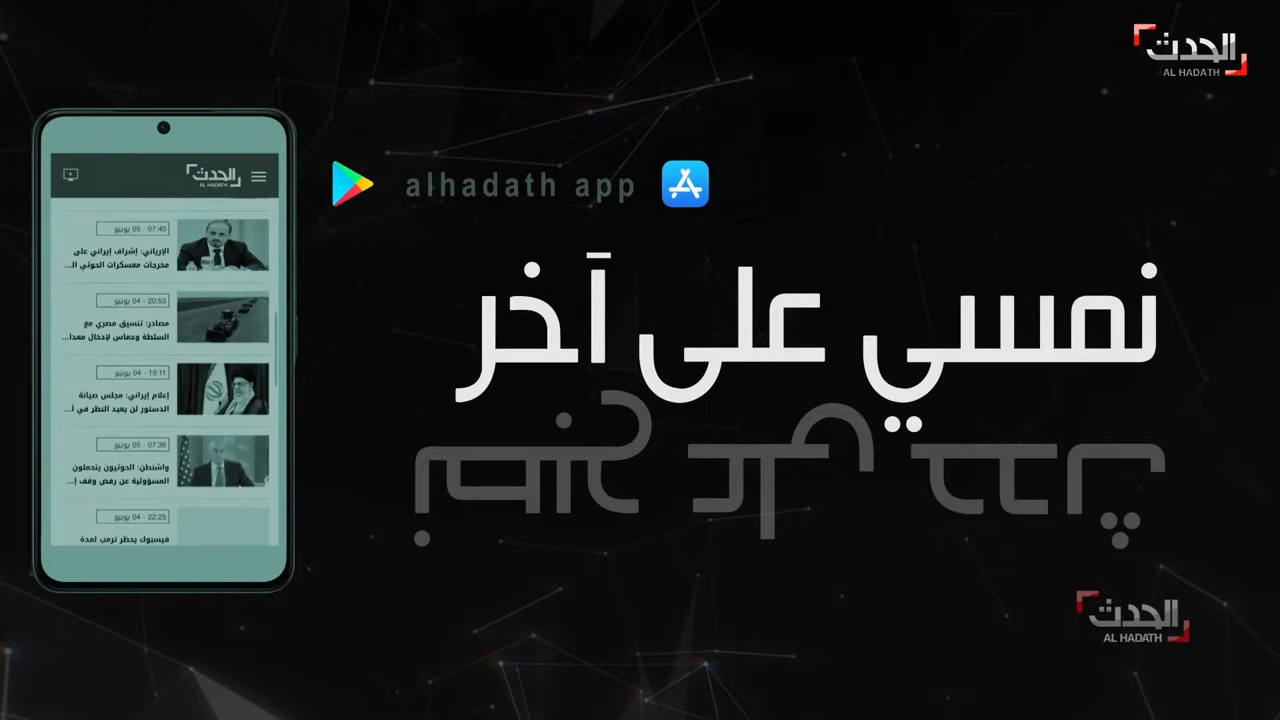 الحدث
AL HADATH
alhadath app
نمسي على آخر
الحدث
AL HADATH
07:40 - 05 يونيو
الإرياني: إشراف إيراني على
مخرجات معسكرات الحوثي الـ...
20:53 - 04 يونيو
مصادر: تنسيق مصري مع
السلطة وحماس لإدخال معدا...
19:11 - 04 يونيو
إعلام إيراني: مجلس صيانة
الدستور لن يعيد النظر في أ...
07:36 - 05 يونيو
واشنطن: الحوثيون يتحملون
المسؤولية عن رفض وقف إ...
22:25 - 04 يونيو
فيسبوك يحظر ترمب لمدة
الحدث
AL HADATH